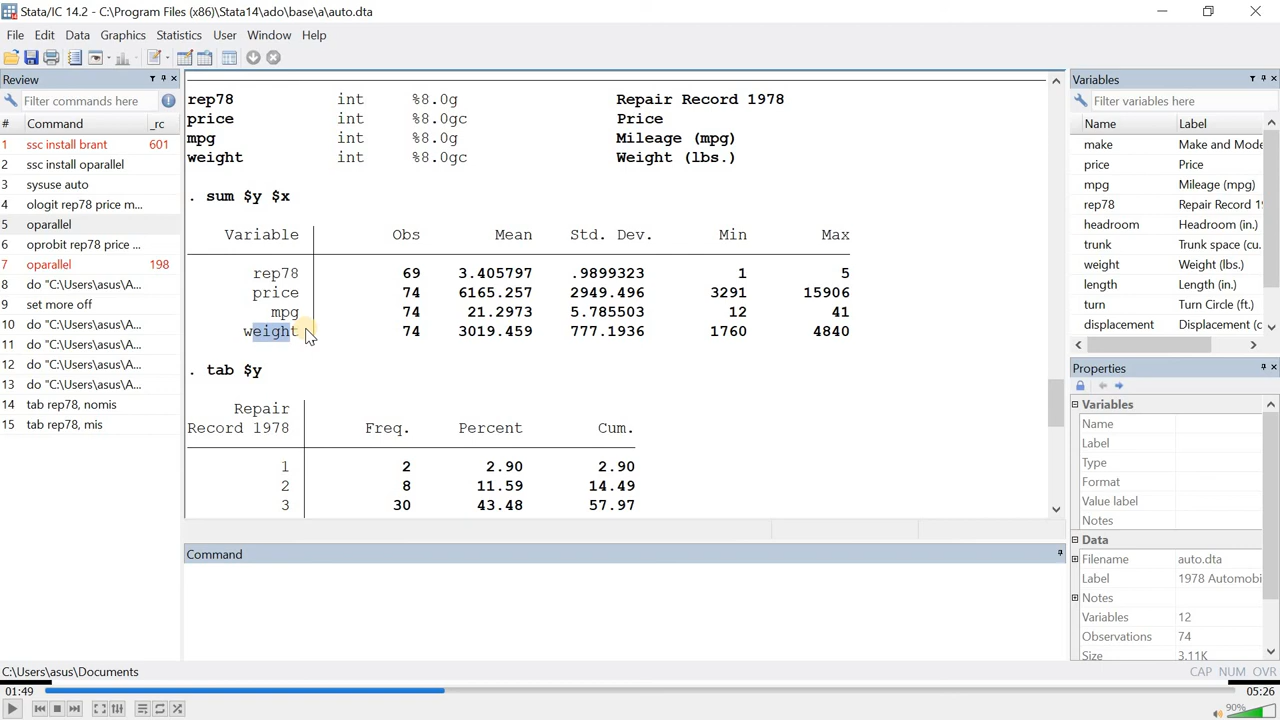 Stata/IC 14.2 - C:\Program Files (x86)\Stata14\ado\base\a\auto.dta
File Edit Data Graphics Statistics User Window Help
Review
Filter commands here
# Command _rc
1 ssc install brant 601
2 ssc install oparallel
3 sysuse auto
4 ologit rep78 price m...
5 oparallel
6 oprobit rep78 price ...
7 oparallel 198
8 do "C:\Users\asus\A...
9 set more off
10 do "C:\Users\asus\A...
11 do "C:\Users\asus\A...
12 do "C:\Users\asus\A...
13 do "C:\Users\asus\A...
14 tab rep78, nomis
15 tab rep78, mis
rep78 int %8.0g Repair Record 1978
price int %8.0gc Price
mpg int %8.0g Mileage (mpg)
weight int %8.0gc Weight (lbs.)
. sum $y $x
Variable Obs Mean Std. Dev. Min Max
rep78 69 3.405797 .9899323 1 5
price 74 6165.257 2949.496 3291 15906
mpg 74 21.2973 5.785503 12 41
weight 74 3019.459 777.1936 1760 4840
. tab $y
Repair
Record 1978 Freq. Percent Cum.
1 2 2.90 2.90
2 8 11.59 14.49
3 30 43.48 57.97
Command
Variables
Filter variables here
Name Label
make Make and Mode
price Price
mpg Mileage (mpg)
rep78 Repair Record 1
headroom Headroom (in.)
trunk Trunk space (cu.
weight Weight (lbs.)
length Length (in.)
turn Turn Circle (ft.)
displacement Displacement (c
Properties
Variables
Name
Label
Type
Format
Value label
Notes
Data
Filename auto.dta
Label 1978 Automobi
Notes
Variables 12
Observations 74
Size 3.11K
C:\Users\asus\Documents
CAP NUM OVR
01:49 05:26
90%